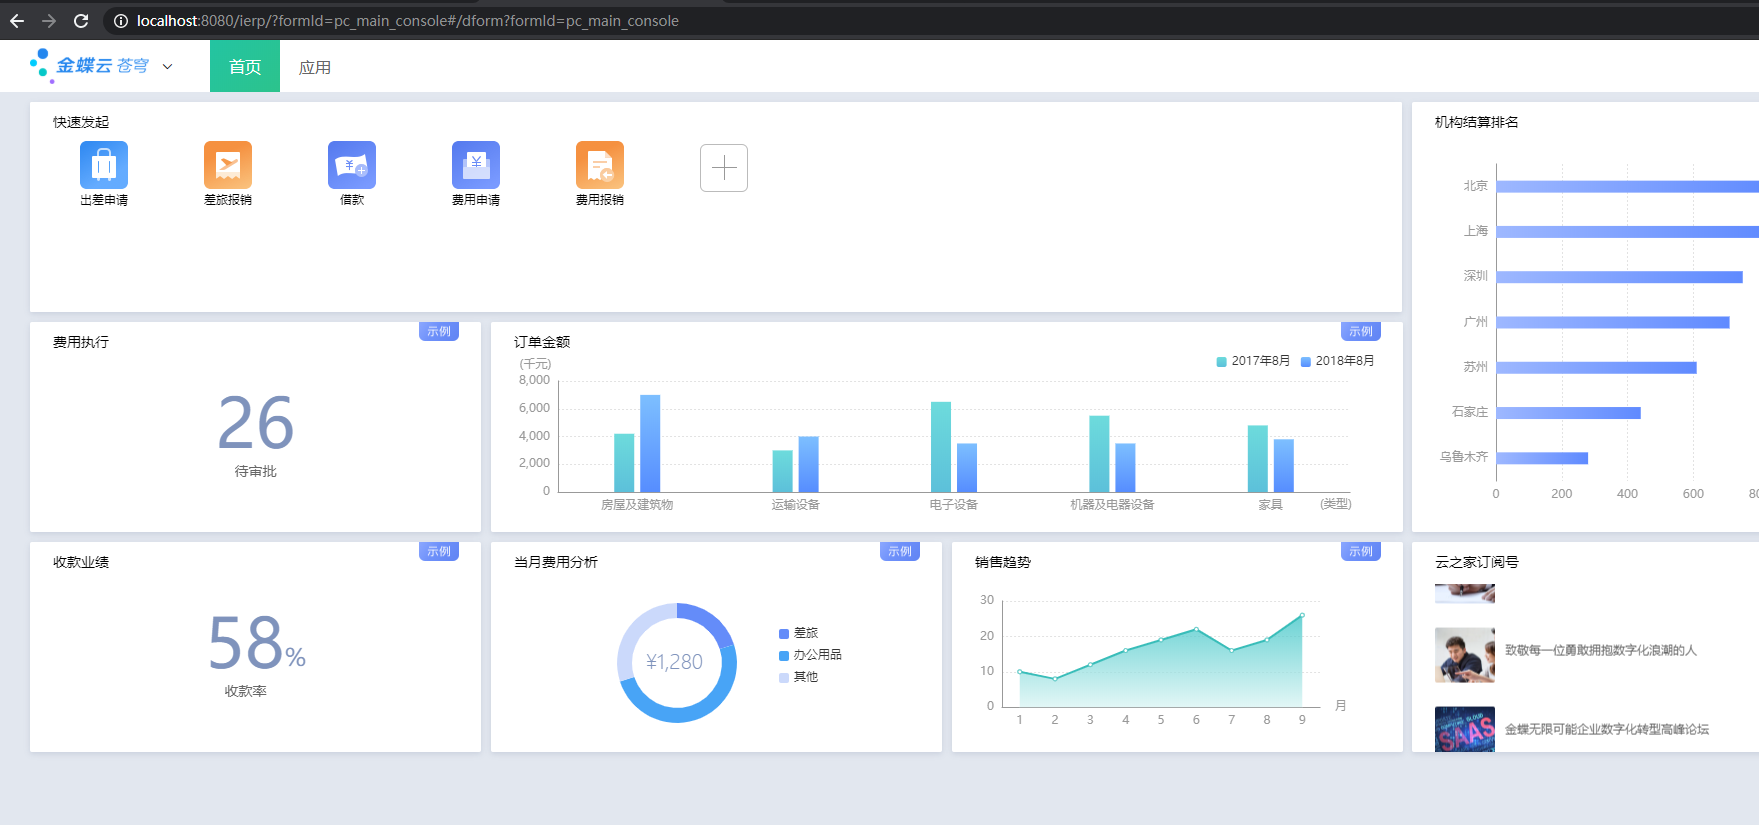 localhost:8080/ierp/?formId=pc_main_console#/dform?formId=pc_main_console
金蝶云 苍穹
首页
应用
快速发起
出差申请
差旅报销
借款
费用申请
费用报销
机构结算排名
北京
上海
深圳
广州
苏州
石家庄
乌鲁木齐
0 200 400 600
费用执行
示例
26
待审批
订单金额
示例
(千元)
2017年8月 2018年8月
8,000
6,000
4,000
2,000
0
房屋及建筑物 运输设备 电子设备 机器及电器设备 家具 (类型)
收款业绩
示例
58%
收款率
当月费用分析
示例
¥1,280
差旅
办公用品
其他
销售趋势
示例
30
20
10
0
1 2 3 4 5 6 7 8 9 月
云之家订阅号
致敬每一位勇敢拥抱数字化浪潮的人
SAAS
金蝶无限可能企业数字化转型高峰论坛